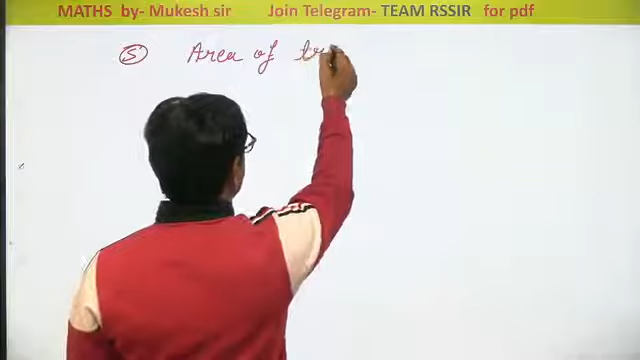 MATHS by- Mukesh sir Join Telegram- TEAM RSSIR for pdf
(5) Area of